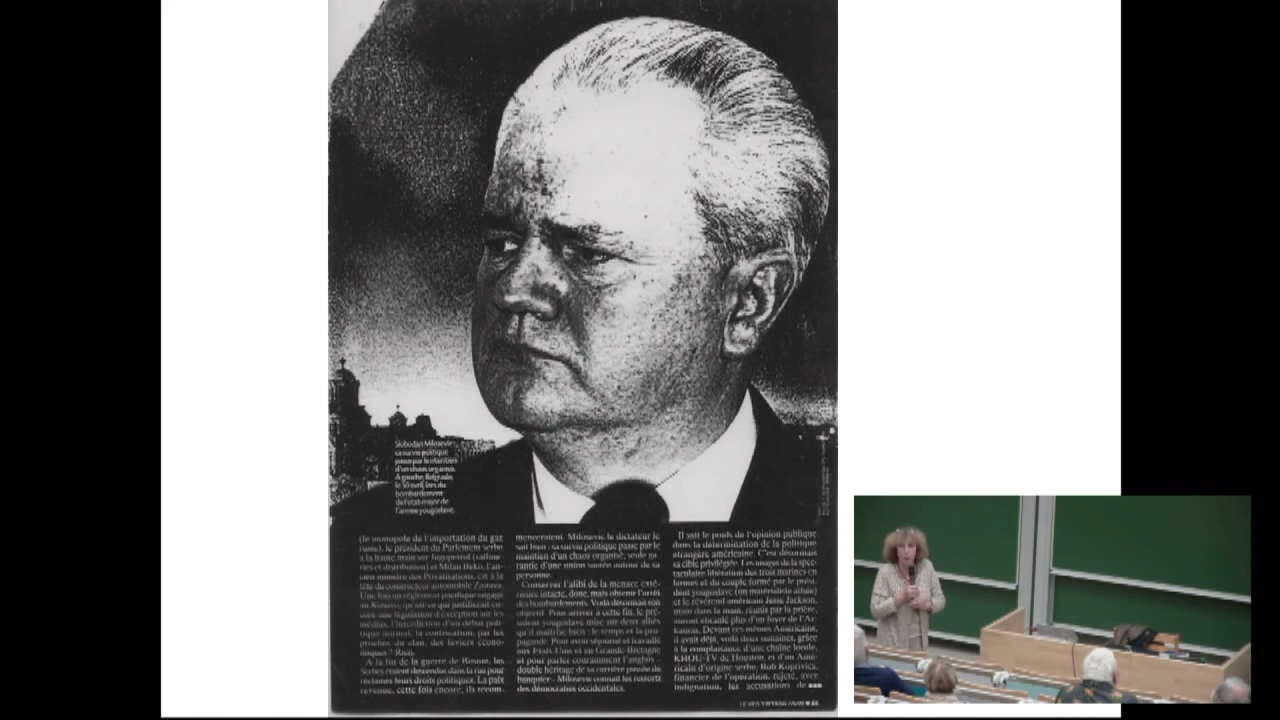 Slobodan Milosevic:
sa survie politique
passe par le maintien
d'un chaos organisé.
A gauche, Belgrade,
le 30 avril, lors du
bombardement
de l'état-major de
l'armée yougoslave.
(le monopole de l'importation du gaz
russe), le président du Parlement serbe
a la haute main sur
et distribution) et Milan Beko, l'an-
cien ministre des Privatisations, est à la
tête du constructeur automobile Zastava.
Une fois un règlement pacifique engagé
au Kosovo, qu'est-ce qui justifierait en-
core une législation d'exception sur les
médias, l'interdiction d'un débat poli-
tique normal, la confiscation, par les
proches du clan, des leviers écono-
miques? Rien.
A la fin de la guerre de Bosnie, les
Serbes étaient descendus dans la rue pour
réclamer leurs droits politiques. La paix
revenue, cette fois encore, ils recom-
menceraient. Milosevic le dictateur le
sait bien : sa survie politique passe par le
maintien d'un chaos organisé, seule ga-
rantie d'une union sacrée autour de sa
personne.
Conserver l'alibi de la menace exté-
rieure intacte, donc, mais obtenir l'arrêt
des bombardements. Voilà désormais son
objectif. Pour arriver à cette fin, le pré-
sident yougoslave mise sur deux alliés
qu'il maîtrise bien : le temps et la pro-
pagande. Pour avoir séjourné et travaillé
aux Etats-Unis et en Grande-Bretagne
et pour parler couramment l'anglais –
double héritage de sa carrière passée de
banquier – Milosevic connaît les ressorts
des démocraties occidentales.
Il sait le poids de l'opinion publique
dans la détermination de la politique
étrangère américaine. C'est désormais
sa cible privilégiée. Les images de la spec-
taculaire libération des trois marines en
larmes et du couple formé par le prési-
dent yougoslave (un matérialiste athée)
et le révérend américain Jesse Jackson,
main dans la main, réunis par la prière,
auront ébranlé plus d'un foyer de l'Ar-
kansas. Devant ces mêmes Américains,
il avait déjà, voilà deux semaines, grâce
à la complaisance d'une chaîne locale,
KHOU-TV de Houston, et d'un Amé-
ricain d'origine serbe, Bob Koprivica,
financier de l'opération, rejeté, avec
indignation, les accusations de